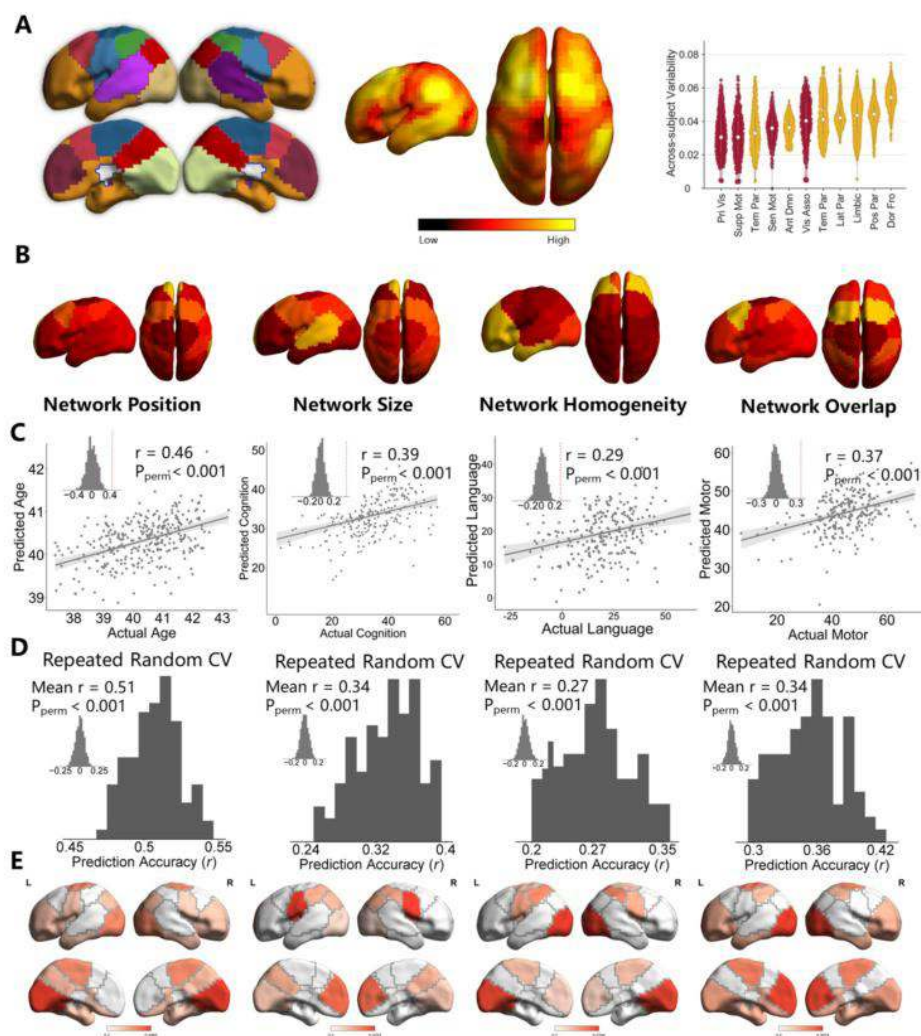 A
Across-subject Variability
0.08
0.06
0.04
0.02
0
Pri Vis
Supp Mot
Tem Par
Sen Mot
Ant Dmn
Vis Asso
Tem Par
Lat Par
Limbic
Pos Par
Dor Fro
Low High
B
Network Position Network Size Network Homogeneity Network Overlap
C
r = 0.46
Pperm < 0.001
−0.4 0 0.4
Predicted Age
42
41
40
39
38 39 40 41 42 43
Actual Age
r = 0.39
Pperm < 0.001
−0.20 0.2
Predicted Cognition
50
40
30
20
0 20 40 60
Actual Cognition
r = 0.29
Pperm < 0.001
−0.20 0.2
Predicted Language
40
30
20
10
0
−25 0 25 50
Actual Language
r = 0.37
Pperm < 0.001
−0.3 0 0.3
Predicted Motor
60
50
40
30
20
20 40 60
Actual Motor
D
Repeated Random CV
Mean r = 0.51
Pperm < 0.001
−0.25 0 0.25
0.45 0.5 0.55
Prediction Accuracy (r)
Repeated Random CV
Mean r = 0.34
Pperm < 0.001
−0.2 0 0.2
0.24 0.32 0.4
Prediction Accuracy (r)
Repeated Random CV
Mean r = 0.27
Pperm < 0.001
−0.2 0 0.2
0.2 0.27 0.35
Prediction Accuracy (r)
Repeated Random CV
Mean r = 0.34
Pperm < 0.001
−0.2 0 0.2
0.3 0.36 0.42
Prediction Accuracy (r)
E
L R L R L R L R